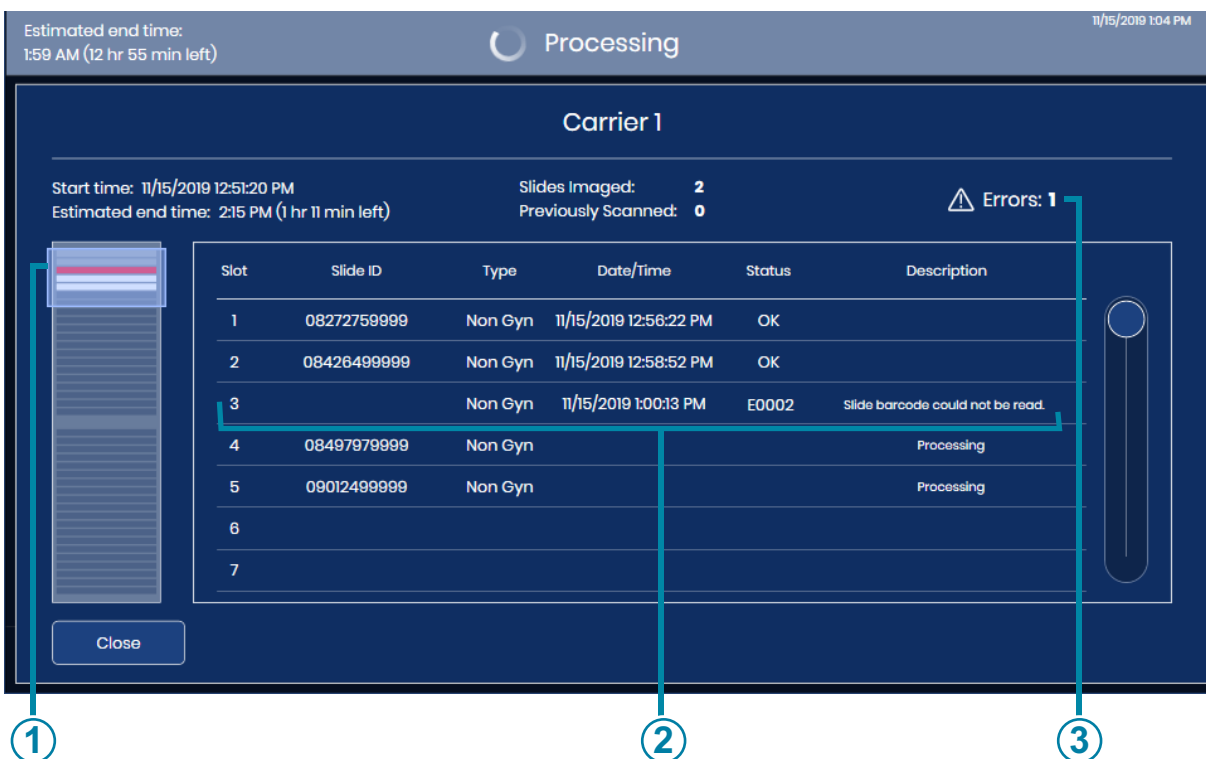 Estimated end time:
1:59 AM (12 hr 55 min left)
Processing
11/15/2019 1:04 PM
Carrier 1
Start time: 11/15/2019 12:51:20 PM
Estimated end time: 2:15 PM (1 hr 11 min left)
Slides Imaged: 2
Previously Scanned: 0
Errors: 1
Slot Slide ID Type Date/Time Status Description
1 08272759999 Non Gyn 11/15/2019 12:56:22 PM OK
2 08426499999 Non Gyn 11/15/2019 12:58:52 PM OK
3 Non Gyn 11/15/2019 1:00:13 PM E0002 Slide barcode could not be read.
4 08497979999 Non Gyn Processing
5 09012499999 Non Gyn Processing
6
7
Close
1 2 3